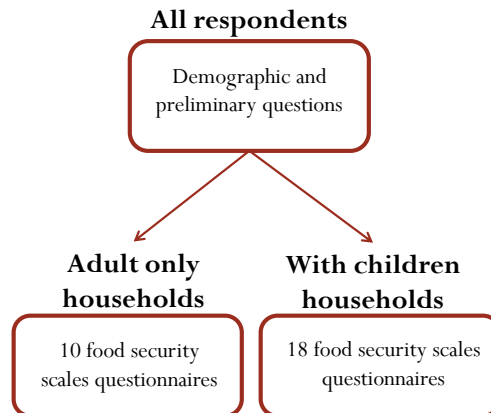 All respondents
Demographic and
preliminary questions
Adult only
households
10 food security
scales questionnaires
With children
households
18 food security scales
questionnaires